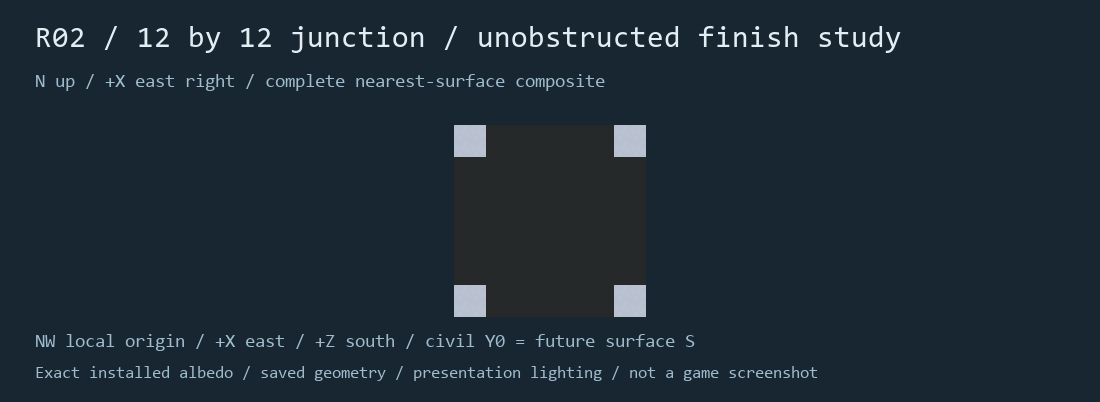 R02 / 12 by 12 junction / unobstructed finish study
N up / +X east right / complete nearest-surface composite
NW local origin / +X east / +Z south / civil Y0 = future surface S
Exact installed albedo / saved geometry / presentation lighting / not a game screenshot